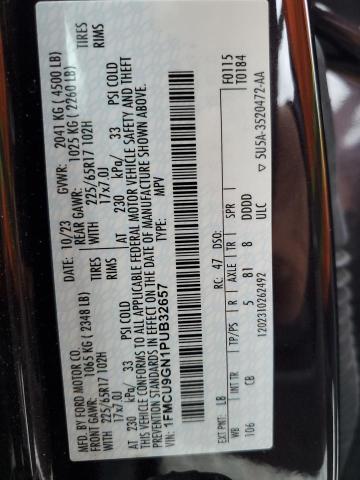 MFD. BY FORD MOTOR CO.
DATE: 10/23 GVWR: 2041 KG ( 4500 LB)
FRONT GAWR: 1065 KG ( 2348 LB) REAR GAWR: 1025 KG ( 2260 LB)
225/65R17 102H 225/65R17 102H TIRES
17x7.0J 17x7.0J RIMS
AT 230 kPa/ 33 PSI COLD AT 230 kPa/ 33 PSI COLD
THIS VEHICLE CONFORMS TO ALL APPLICABLE FEDERAL MOTOR VEHICLE SAFETY AND THEFT
PREVENTION STANDARDS IN EFFECT ON THE DATE OF MANUFACTURE SHOWN ABOVE.
VIN: 1FMCU9GN1PUB32657
TYPE: MPV
F0115
T0184
EXT PNT: LB RC: 47 DSO:
WB INT TR TP/PS R AXLE TR SPR
106 CB 5 B1 8 DDDD
1202310262492 ULC
▽ 5U5A-3520472-AA
TIRES
RIMS